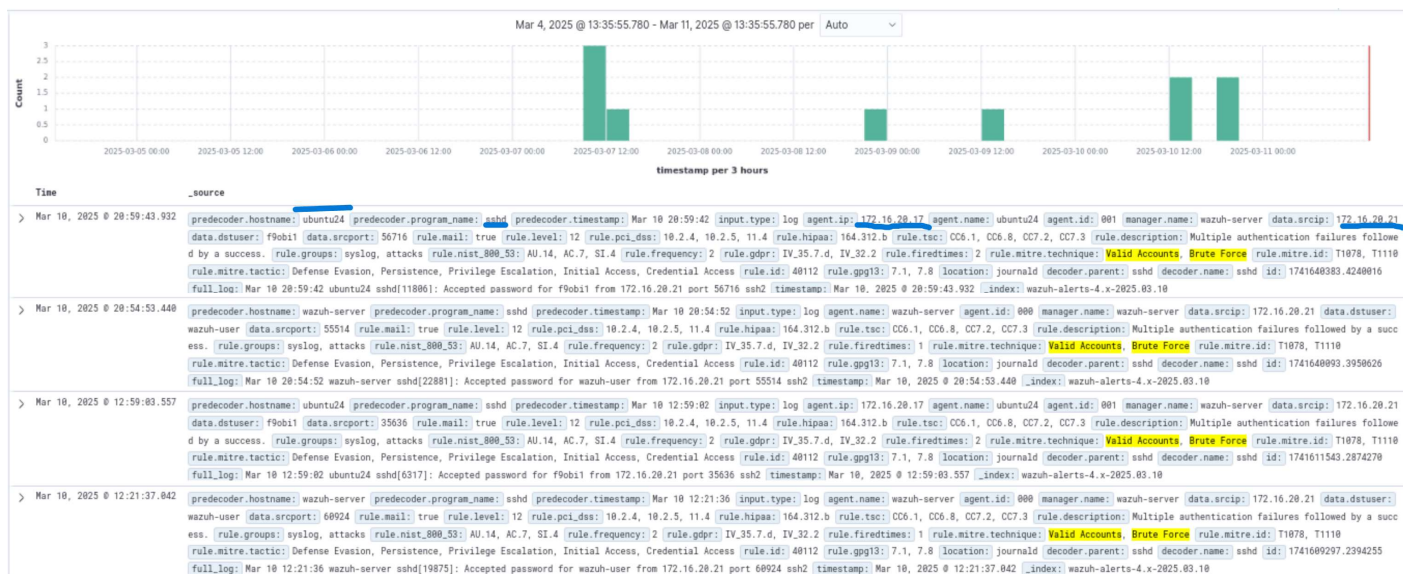 Mar 4, 2025 @ 13:35:55.780 - Mar 11, 2025 @ 13:35:55.780 per Auto
Count
3
2.5
2
1.5
1
0.5
0
2025-03-05 00:00 2025-03-05 12:00 2025-03-06 00:00 2025-03-06 12:00 2025-03-07 00:00 2025-03-07 12:00 2025-03-08 00:00 2025-03-08 12:00 2025-03-09 00:00 2025-03-09 12:00 2025-03-10 00:00 2025-03-10 12:00 2025-03-11 00:00
timestamp per 3 hours
Time _source
Mar 10, 2025 @ 20:59:43.932 predecoder.hostname: ubuntu24 predecoder.program_name: sshd predecoder.timestamp: Mar 10 20:59:42 input.type: log agent.ip: 172.16.20.17 agent.name: ubuntu24 agent.id: 001 manager.name: wazuh-server data.srcip: 172.16.20.21
data.dstuser: f9obi1 data.srcport: 56716 rule.mail: true rule.level: 12 rule.pci_dss: 10.2.4, 10.2.5, 11.4 rule.hipaa: 164.312.b rule.tsc: CC6.1, CC6.8, CC7.2, CC7.3 rule.description: Multiple authentication failures followe
d by a success. rule.groups: syslog, attacks rule.nist_800_53: AU.14, AC.7, SI.4 rule.frequency: 2 rule.gdpr: IV_35.7.d, IV_32.2 rule.firedtimes: 2 rule.mitre.technique: Valid Accounts, Brute Force rule.mitre.id: T1078, T1110
rule.mitre.tactic: Defense Evasion, Persistence, Privilege Escalation, Initial Access, Credential Access rule.id: 40112 rule.gpg13: 7.1, 7.8 location: journald decoder.parent: sshd decoder.name: sshd id: 1741640383.4240016
full_log: Mar 10 20:59:42 ubuntu24 sshd[11806]: Accepted password for f9obi1 from 172.16.20.21 port 56716 ssh2 timestamp: Mar 10, 2025 @ 20:59:43.932 _index: wazuh-alerts-4.x-2025.03.10
Mar 10, 2025 @ 20:54:53.440 predecoder.hostname: wazuh-server predecoder.program_name: sshd predecoder.timestamp: Mar 10 20:54:52 input.type: log agent.name: wazuh-server agent.id: 000 manager.name: wazuh-server data.srcip: 172.16.20.21 data.dstuser:
wazuh-user data.srcport: 55514 rule.mail: true rule.level: 12 rule.pci_dss: 10.2.4, 10.2.5, 11.4 rule.hipaa: 164.312.b rule.tsc: CC6.1, CC6.8, CC7.2, CC7.3 rule.description: Multiple authentication failures followed by a succ
ess. rule.groups: syslog, attacks rule.nist_800_53: AU.14, AC.7, SI.4 rule.frequency: 2 rule.gdpr: IV_35.7.d, IV_32.2 rule.firedtimes: 1 rule.mitre.technique: Valid Accounts, Brute Force rule.mitre.id: T1078, T1110
rule.mitre.tactic: Defense Evasion, Persistence, Privilege Escalation, Initial Access, Credential Access rule.id: 40112 rule.gpg13: 7.1, 7.8 location: journald decoder.parent: sshd decoder.name: sshd id: 1741640093.3950626
full_log: Mar 10 20:54:52 wazuh-server sshd[22881]: Accepted password for wazuh-user from 172.16.20.21 port 55514 ssh2 timestamp: Mar 10, 2025 @ 20:54:53.440 _index: wazuh-alerts-4.x-2025.03.10
Mar 10, 2025 @ 12:59:03.557 predecoder.hostname: ubuntu24 predecoder.program_name: sshd predecoder.timestamp: Mar 10 12:59:02 input.type: log agent.ip: 172.16.20.17 agent.name: ubuntu24 agent.id: 001 manager.name: wazuh-server data.srcip: 172.16.20.21
data.dstuser: f9obi1 data.srcport: 35636 rule.mail: true rule.level: 12 rule.pci_dss: 10.2.4, 10.2.5, 11.4 rule.hipaa: 164.312.b rule.tsc: CC6.1, CC6.8, CC7.2, CC7.3 rule.description: Multiple authentication failures followe
d by a success. rule.groups: syslog, attacks rule.nist_800_53: AU.14, AC.7, SI.4 rule.frequency: 2 rule.gdpr: IV_35.7.d, IV_32.2 rule.firedtimes: 2 rule.mitre.technique: Valid Accounts, Brute Force rule.mitre.id: T1078, T1110
rule.mitre.tactic: Defense Evasion, Persistence, Privilege Escalation, Initial Access, Credential Access rule.id: 40112 rule.gpg13: 7.1, 7.8 location: journald decoder.parent: sshd decoder.name: sshd id: 1741611543.2874270
full_log: Mar 10 12:59:02 ubuntu24 sshd[6317]: Accepted password for f9obi1 from 172.16.20.21 port 35636 ssh2 timestamp: Mar 10, 2025 @ 12:59:03.557 _index: wazuh-alerts-4.x-2025.03.10
Mar 10, 2025 @ 12:21:37.042 predecoder.hostname: wazuh-server predecoder.program_name: sshd predecoder.timestamp: Mar 10 12:21:36 input.type: log agent.name: wazuh-server agent.id: 000 manager.name: wazuh-server data.srcip: 172.16.20.21 data.dstuser:
wazuh-user data.srcport: 60924 rule.mail: true rule.level: 12 rule.pci_dss: 10.2.4, 10.2.5, 11.4 rule.hipaa: 164.312.b rule.tsc: CC6.1, CC6.8, CC7.2, CC7.3 rule.description: Multiple authentication failures followed by a succ
ess. rule.groups: syslog, attacks rule.nist_800_53: AU.14, AC.7, SI.4 rule.frequency: 2 rule.gdpr: IV_35.7.d, IV_32.2 rule.firedtimes: 1 rule.mitre.technique: Valid Accounts, Brute Force rule.mitre.id: T1078, T1110
rule.mitre.tactic: Defense Evasion, Persistence, Privilege Escalation, Initial Access, Credential Access rule.id: 40112 rule.gpg13: 7.1, 7.8 location: journald decoder.parent: sshd decoder.name: sshd id: 1741609297.2394255
full_log: Mar 10 12:21:36 wazuh-server sshd[19875]: Accepted password for wazuh-user from 172.16.20.21 port 60924 ssh2 timestamp: Mar 10, 2025 @ 12:21:37.042 _index: wazuh-alerts-4.x-2025.03.10